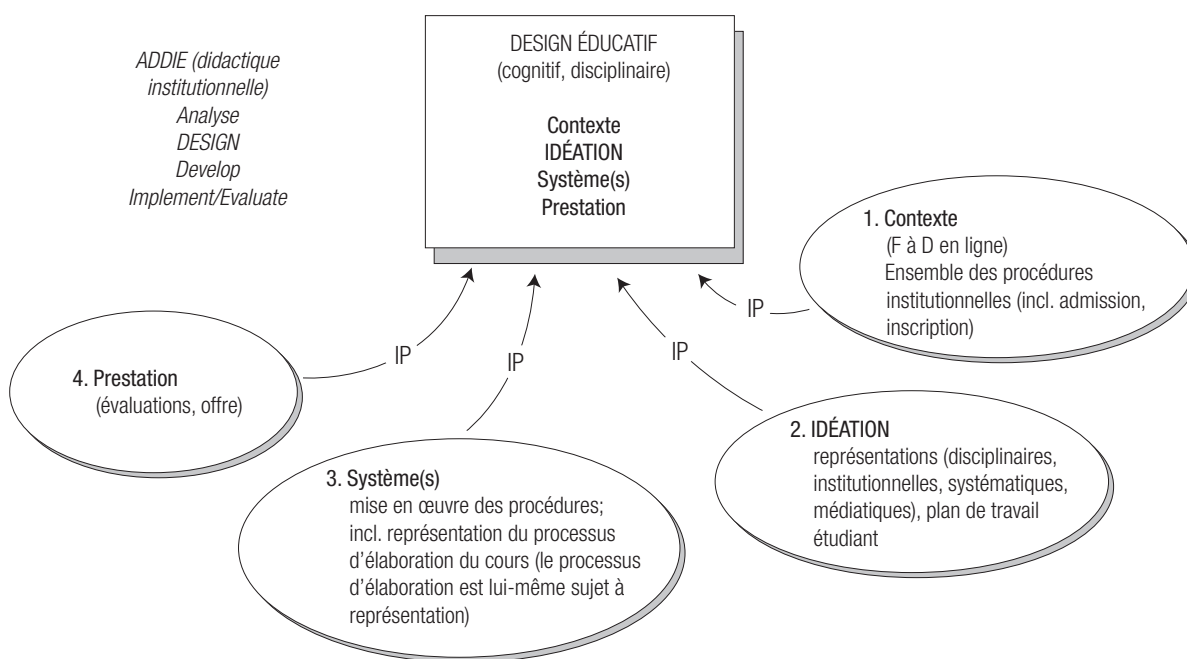 ADDIE (didactique
institutionnelle)
Analyse
DESIGN
Develop
Implement/Evaluate
DESIGN ÉDUCATIF
(cognitif, disciplinaire)
Contexte
IDÉATION
Système(s)
Prestation
1. Contexte
(F à D en ligne)
Ensemble des procédures
institutionnelles (incl. admission,
inscription)
IP
IP
IP
IP
4. Prestation
(évaluations, offre)
3. Système(s)
mise en œuvre des procédures;
incl. représentation du processus
d’élaboration du cours (le processus
d’élaboration est lui-même sujet à
représentation)
2. IDÉATION
représentations (disciplinaires,
institutionnelles, systématiques,
médiatiques), plan de travail
étudiant